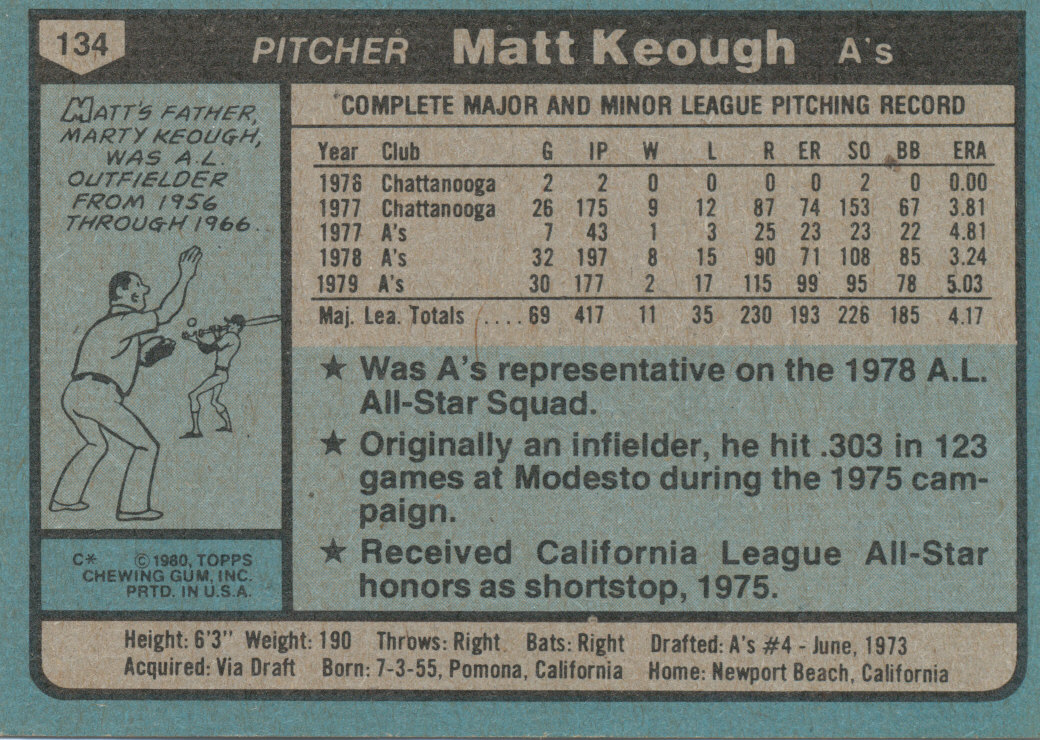 134 PITCHER Matt Keough A's
MATT'S FATHER,
MARTY KEOUGH,
WAS A.L.
OUTFIELDER
FROM 1956
THROUGH 1966.
COMPLETE MAJOR AND MINOR LEAGUE PITCHING RECORD
Year Club G IP W L R ER SO BB ERA
1976 Chattanooga 2 2 0 0 0 0 2 0 0.00
1977 Chattanooga 26 175 9 12 87 74 153 67 3.81
1977 A's 7 43 1 3 25 23 23 22 4.81
1978 A's 32 197 8 15 90 71 108 85 3.24
1979 A's 30 177 2 17 115 99 95 78 5.03
Maj. Lea. Totals ....69 417 11 35 230 193 226 185 4.17
★ Was A's representative on the 1978 A.L.
All-Star Squad.
★ Originally an infielder, he hit .303 in 123
games at Modesto during the 1975 cam-
paign.
★ Received California League All-Star
honors as shortstop, 1975.
C* ©1980, TOPPS
CHEWING GUM, INC.
PRTD. IN U.S.A.
Height: 6'3" Weight: 190 Throws: Right Bats: Right Drafted: A's #4 - June, 1973
Acquired: Via Draft Born: 7-3-55, Pomona, California Home: Newport Beach, California